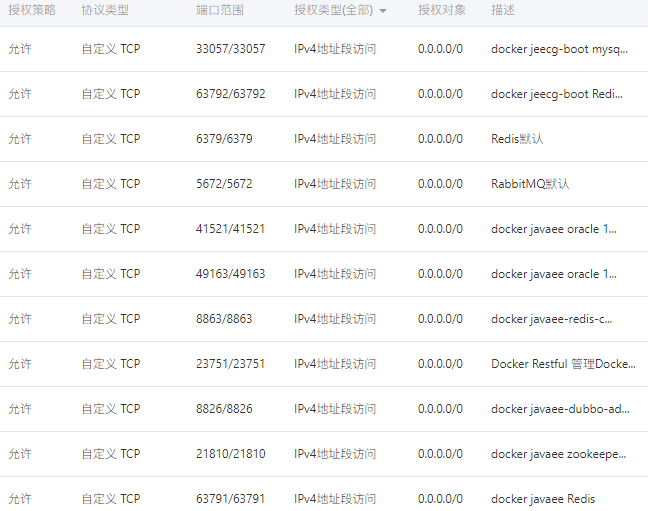 授权策略 协议类型 端口范围 授权类型(全部) 授权对象 描述
允许 自定义 TCP 33057/33057 IPv4地址段访问 0.0.0.0/0 docker jeecg-boot mysq...
允许 自定义 TCP 63792/63792 IPv4地址段访问 0.0.0.0/0 docker jeecg-boot Redi...
允许 自定义 TCP 6379/6379 IPv4地址段访问 0.0.0.0/0 Redis默认
允许 自定义 TCP 5672/5672 IPv4地址段访问 0.0.0.0/0 RabbitMQ默认
允许 自定义 TCP 41521/41521 IPv4地址段访问 0.0.0.0/0 docker javaee oracle 1...
允许 自定义 TCP 49163/49163 IPv4地址段访问 0.0.0.0/0 docker javaee oracle 1...
允许 自定义 TCP 8863/8863 IPv4地址段访问 0.0.0.0/0 docker javaee-redis-c...
允许 自定义 TCP 23751/23751 IPv4地址段访问 0.0.0.0/0 Docker Restful 管理Docke...
允许 自定义 TCP 8826/8826 IPv4地址段访问 0.0.0.0/0 docker javaee-dubbo-ad...
允许 自定义 TCP 21810/21810 IPv4地址段访问 0.0.0.0/0 docker javaee zookeepe...
允许 自定义 TCP 63791/63791 IPv4地址段访问 0.0.0.0/0 docker javaee Redis